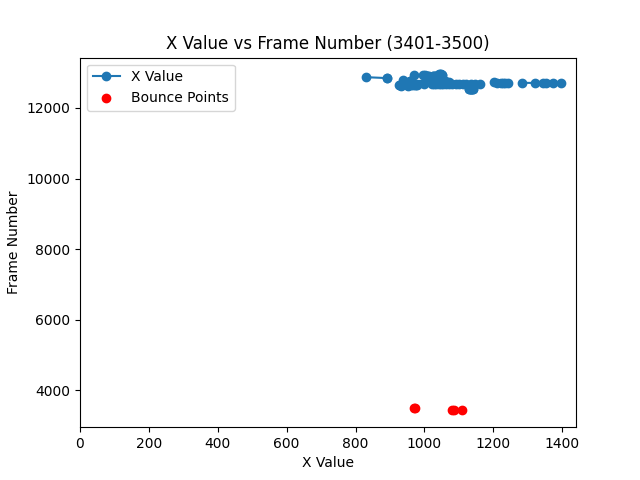 X Value vs Frame Number (3401-3500)
X Value
Bounce Points
Frame Number
12000
10000
8000
6000
4000
0 200 400 600 800 1000 1200 1400
X Value